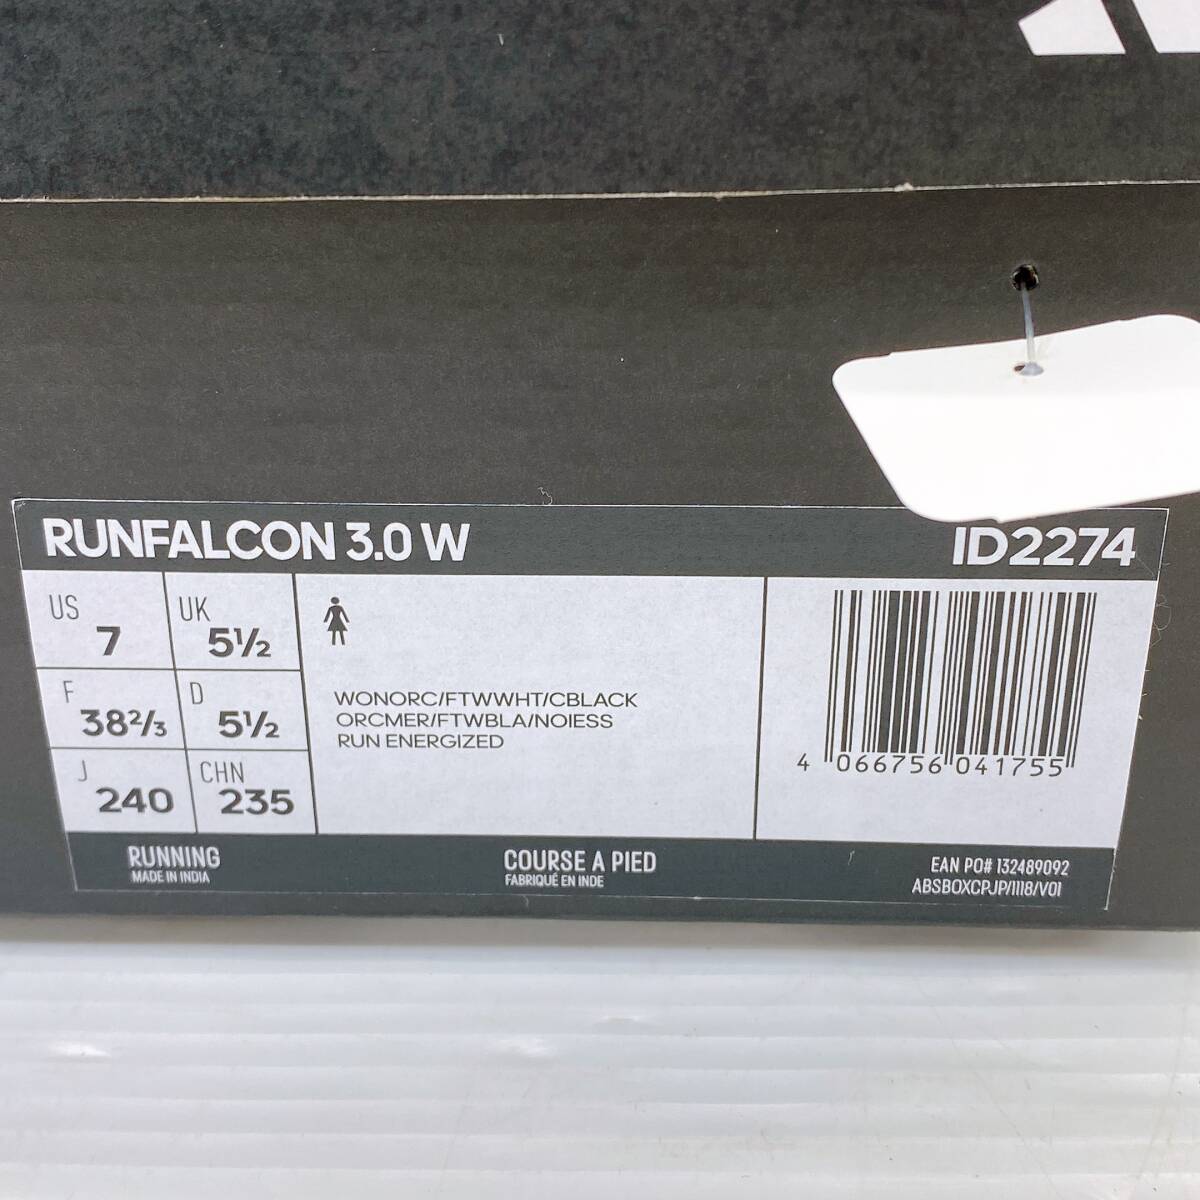 RUNFALCON 3.0 W
ID2274
US 7
UK 5½
F 38⅔
D 5½
J 240
CHN 235
WONORC/FTWWHT/CBLACK
ORCMER/FTWBLA/NOIESS
RUN ENERGIZED
4 066756 041755
RUNNING
MADE IN INDIA
COURSE A PIED
FABRIQUÉ EN INDE
EAN PO# 132489092
ABSBOXCPJP/1118/V01